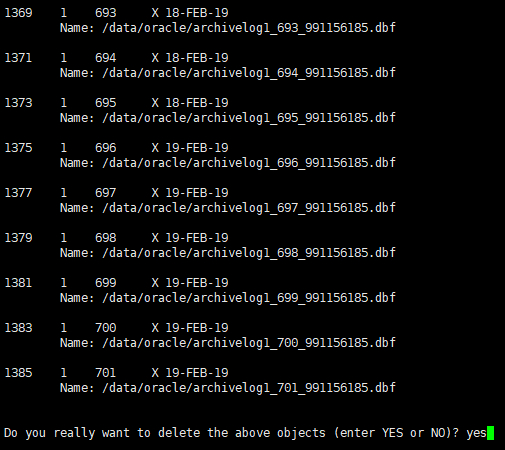 1369 1 693 X 18-FEB-19
Name: /data/oracle/archivelog1_693_991156185.dbf
1371 1 694 X 18-FEB-19
Name: /data/oracle/archivelog1_694_991156185.dbf
1373 1 695 X 18-FEB-19
Name: /data/oracle/archivelog1_695_991156185.dbf
1375 1 696 X 19-FEB-19
Name: /data/oracle/archivelog1_696_991156185.dbf
1377 1 697 X 19-FEB-19
Name: /data/oracle/archivelog1_697_991156185.dbf
1379 1 698 X 19-FEB-19
Name: /data/oracle/archivelog1_698_991156185.dbf
1381 1 699 X 19-FEB-19
Name: /data/oracle/archivelog1_699_991156185.dbf
1383 1 700 X 19-FEB-19
Name: /data/oracle/archivelog1_700_991156185.dbf
1385 1 701 X 19-FEB-19
Name: /data/oracle/archivelog1_701_991156185.dbf
Do you really want to delete the above objects (enter YES or NO)? yes